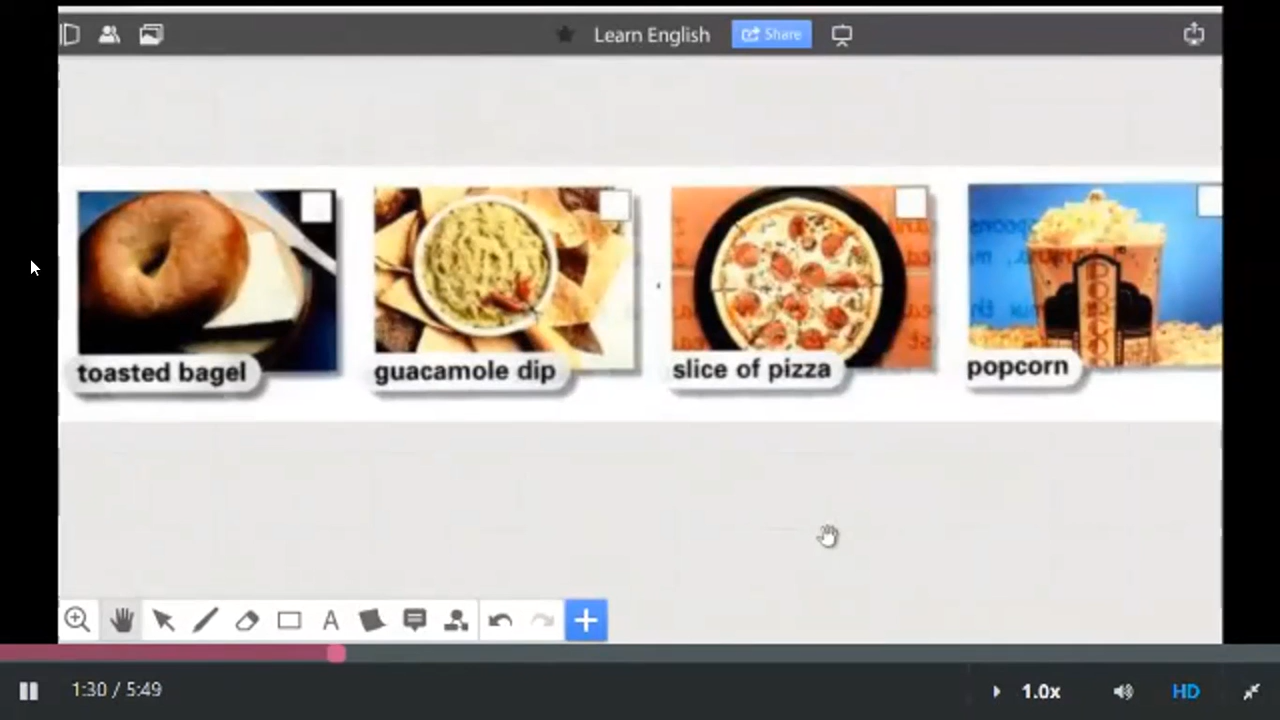 Learn English
Share
toasted bagel
guacamole dip
slice of pizza
popcorn
A
1:30 / 5:49
1.0x
HD